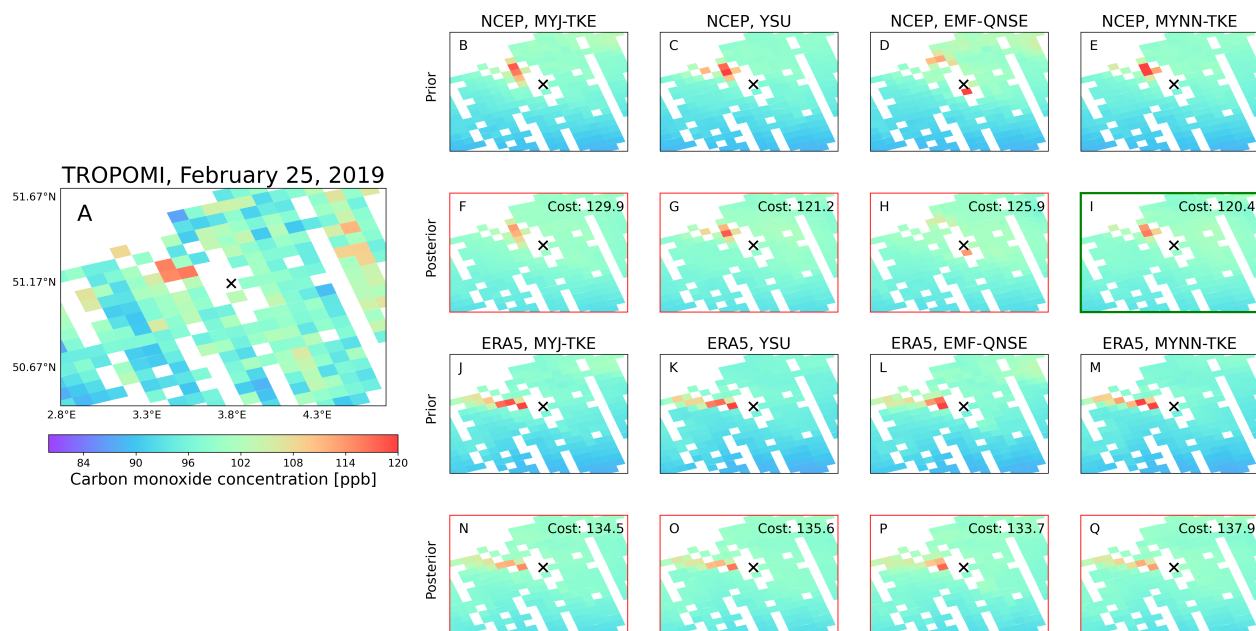 TROPOMI, February 25, 2019
A
51.67°N
51.17°N
50.67°N
2.8°E 3.3°E 3.8°E 4.3°E
84 90 96 102 108 114 120
Carbon monoxide concentration [ppb]
NCEP, MYJ-TKE NCEP, YSU NCEP, EMF-QNSE NCEP, MYNN-TKE
Prior B C D E
Posterior F Cost: 129.9 G Cost: 121.2 H Cost: 125.9 I Cost: 120.4
ERA5, MYJ-TKE ERA5, YSU ERA5, EMF-QNSE ERA5, MYNN-TKE
Prior J K L M
Posterior N Cost: 134.5 O Cost: 135.6 P Cost: 133.7 Q Cost: 137.9